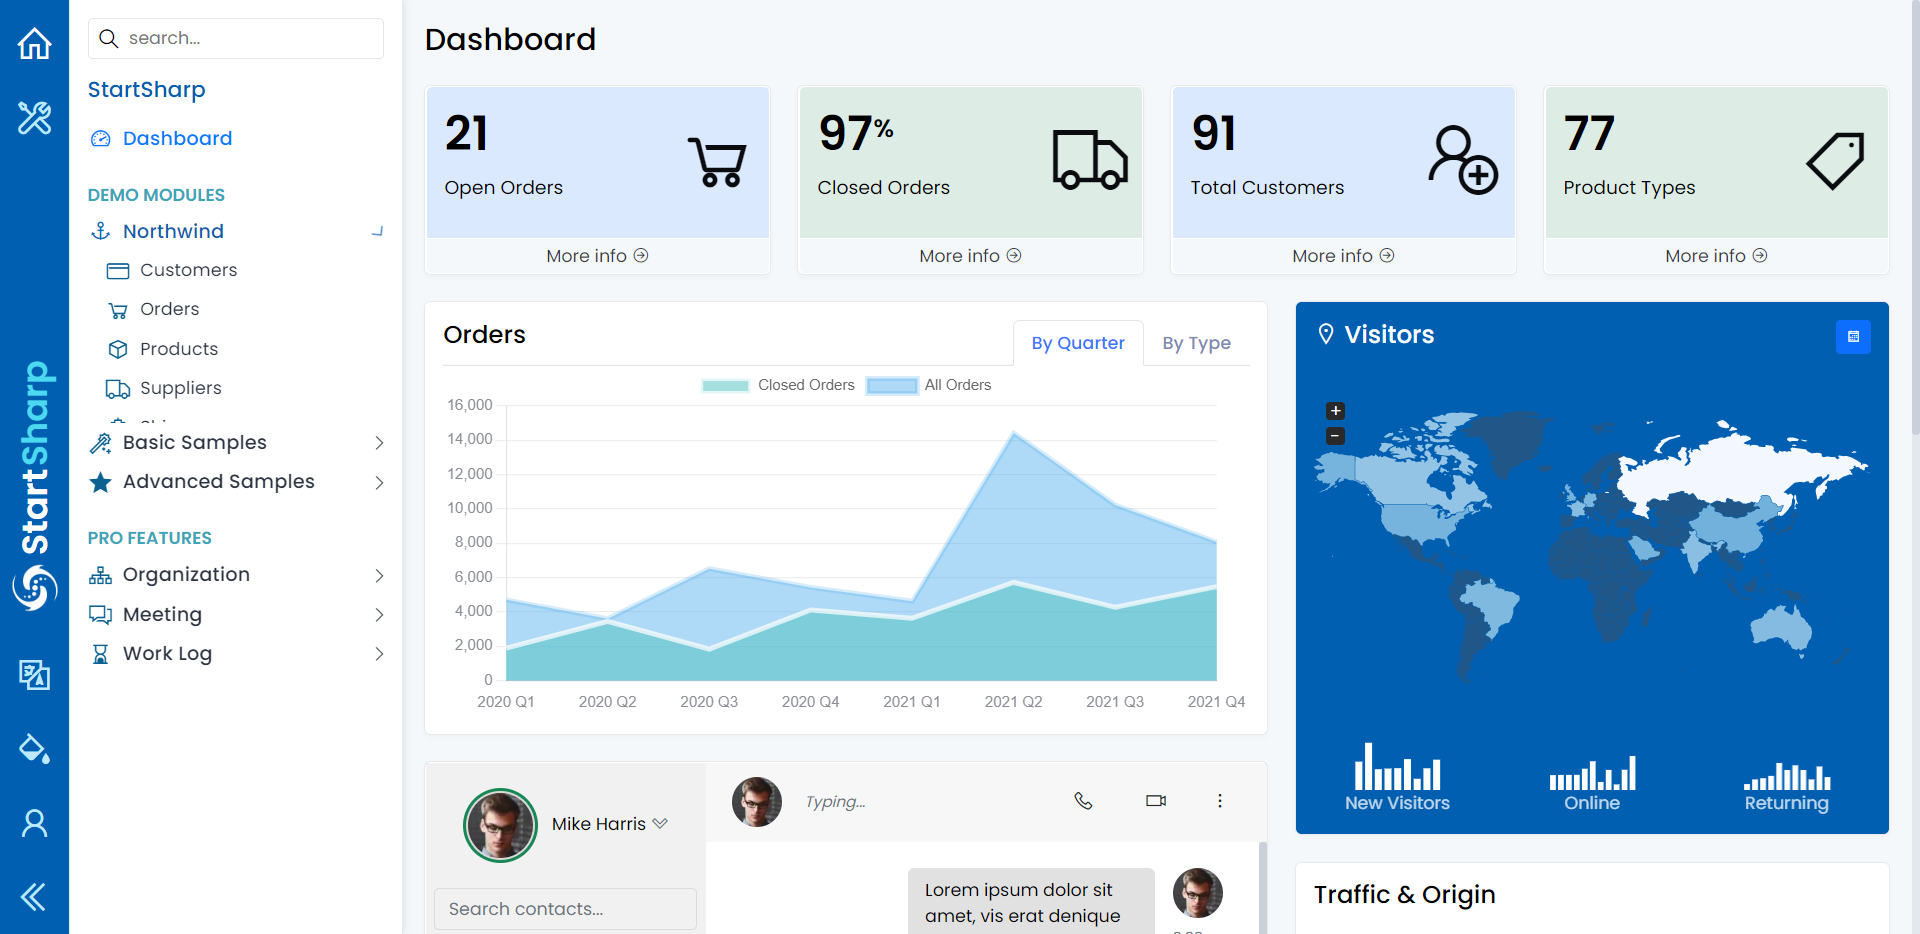 search...
StartSharp
Dashboard
DEMO MODULES
Northwind
Customers
Orders
Products
Suppliers
Basic Samples
Advanced Samples
PRO FEATURES
Organization
Meeting
Work Log
StartSharp
Dashboard
21
Open Orders
More info
97%
Closed Orders
More info
91
Total Customers
More info
77
Product Types
More info
Orders
By Quarter
By Type
Closed Orders
All Orders
16,000
14,000
12,000
10,000
8,000
6,000
4,000
2,000
0
2020 Q1 2020 Q2 2020 Q3 2020 Q4 2021 Q1 2021 Q2 2021 Q3 2021 Q4
Visitors
+
−
New Visitors
Online
Returning
Mike Harris
Search contacts...
Typing...
Lorem ipsum dolor sit
amet, vis erat denique
Traffic & Origin